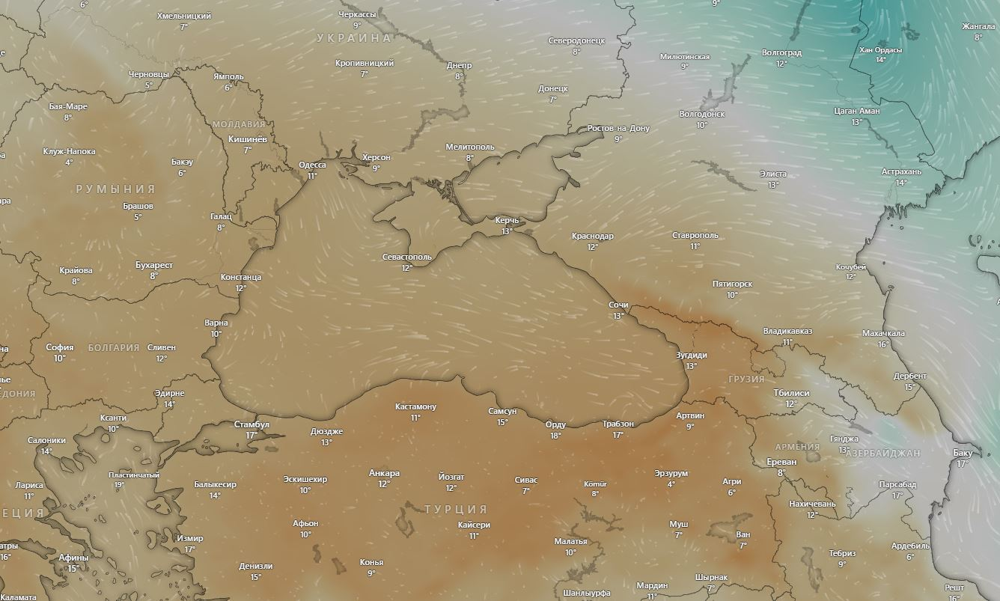 6°
9°
Хмельницкий
7°
Черкассы
9°
УКРАИНА
Северодонецк
8°
Жангала
8°
Милютинская
9°
Волгоград
12°
Хан Ордасы
14°
Кропивницкий
7°
Днепр
8°
Черновцы
5°
Ямполь
6°
Донецк
7°
Бая-Маре
8°
МОЛДАВИЯ
Кишинёв
7°
Волгодонск
10°
Цаган Аман
13°
Ростов-на-Дону
9°
Клуж-Напока
4°
Бакэу
6°
Одесса
11°
Херсон
9°
Мелитополь
8°
Элиста
13°
Астрахань
14°
РУМЫНИЯ
Брашов
5°
Галац
8°
Керчь
13°
Краснодар
12°
Ставрополь
11°
Севастополь
12°
Крайова
8°
Бухарест
8°
Констанца
12°
Кочубей
12°
Пятигорск
10°
Сочи
13°
Варна
10°
Владикавказ
11°
Махачкала
16°
София
10°
БОЛГАРИЯ
Сливен
12°
Зугдиди
13°
ГРУЗИЯ
Дербент
15°
ДОНИЯ
Эдирне
14°
Тбилиси
12°
Кастамону
11°
Самсун
15°
Артвин
9°
Ксанти
10°
Стамбул
17°
Дюздже
13°
Орду
18°
Трабзон
17°
Салоники
14°
Гянджа
13°
АРМЕНИЯ
АЗЕРБАЙДЖАН
Баку
17°
Ереван
8°
Пластинчатый
19°
Лариса
11°
Балыкесир
14°
Эскишехир
10°
Анкара
12°
Йозгат
12°
Сивас
7°
Kömür
8°
Эрзурум
4°
Агри
6°
Парсабад
17°
Нахичевань
12°
ЕЦИЯ
ТУРЦИЯ
Афьон
10°
Кайсери
11°
Муш
7°
Ван
7°
Измир
17°
Малатья
10°
Ардебиль
6°
Тебриз
9°
атры
16°
Афины
15°
Денизли
15°
Конья
9°
Ширнак
7°
Мардин
11°
Шанлыурфа
Решт
16°
Каламата